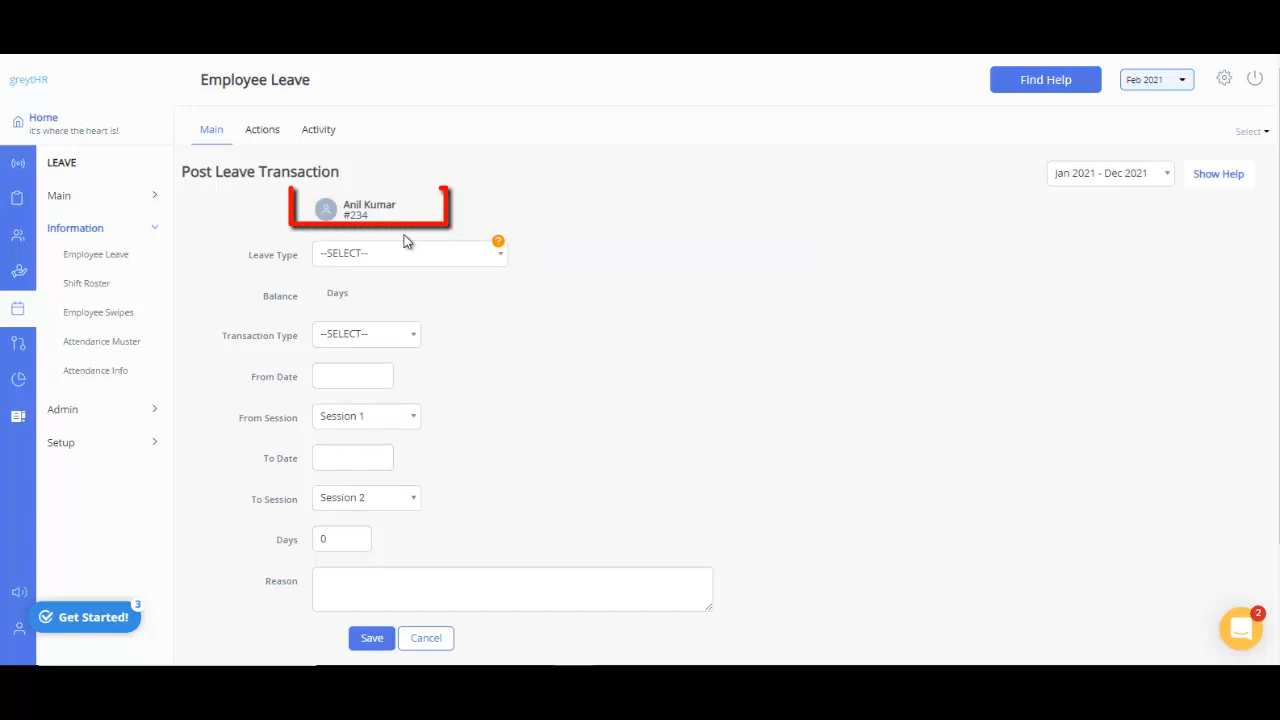 greytHR
Employee Leave
Find Help
Feb 2021
Home
it's where the heart is!
Main
Actions
Activity
Select
LEAVE
Main
Information
Employee Leave
Shift Roster
Employee Swipes
Attendance Muster
Attendance Info
Admin
Setup
Post Leave Transaction
Jan 2021 - Dec 2021
Show Help
Anil Kumar
#234
?
Leave Type
--SELECT--
Balance
Days
Transaction Type
--SELECT--
From Date
From Session
Session 1
To Date
To Session
Session 2
Days
0
Reason
Save
Cancel
Get Started!
3
2